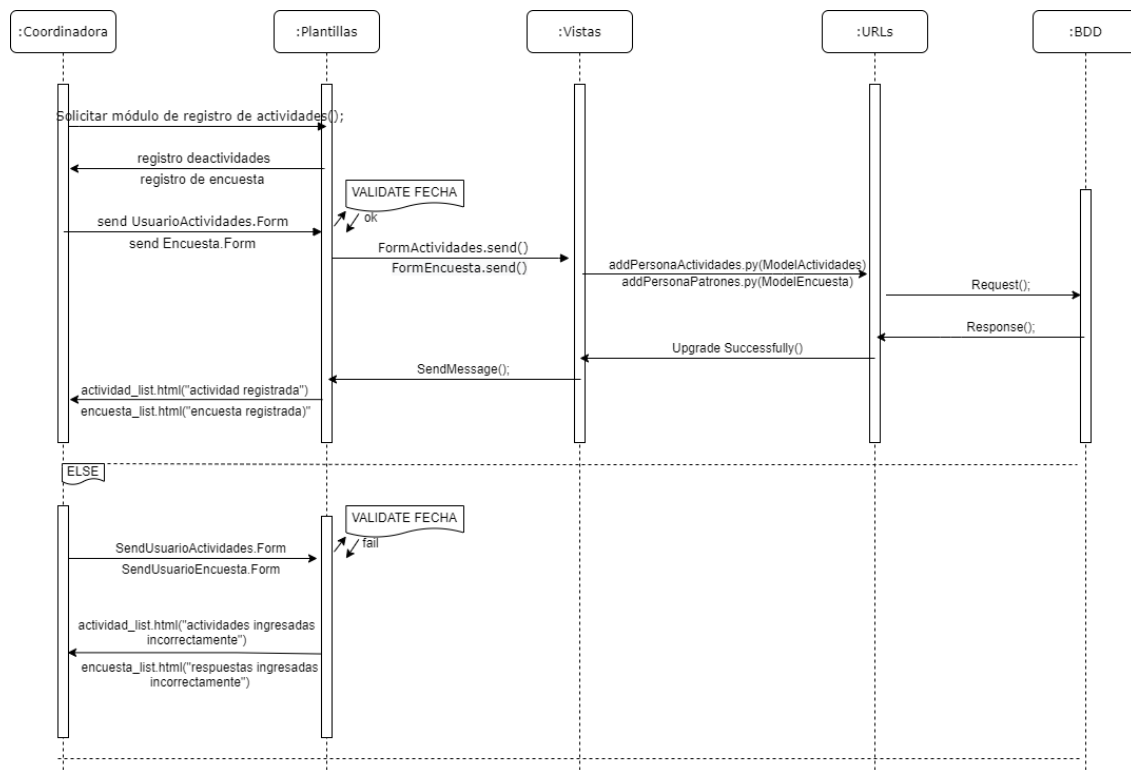 :Coordinadora
:Plantillas
:Vistas
:URLs
:BDD
Solicitar módulo de registro de actividades();
registro deactividades
registro de encuesta
VALIDATE FECHA
ok
send UsuarioActividades.Form
send Encuesta.Form
FormActividades.send()
FormEncuesta.send()
addPersonaActividades.py(ModelActividades)
addPersonaPatrones.py(ModelEncuesta)
Request();
Response();
Upgrade Successfully()
SendMessage();
actividad_list.html("actividad registrada")
encuesta_list.html("encuesta registrada)"
ELSE
VALIDATE FECHA
fail
SendUsuarioActividades.Form
SendUsuarioEncuesta.Form
actividad_list.html("actividades ingresadas
incorrectamente")
encuesta_list.html("respuestas ingresadas
incorrectamente")